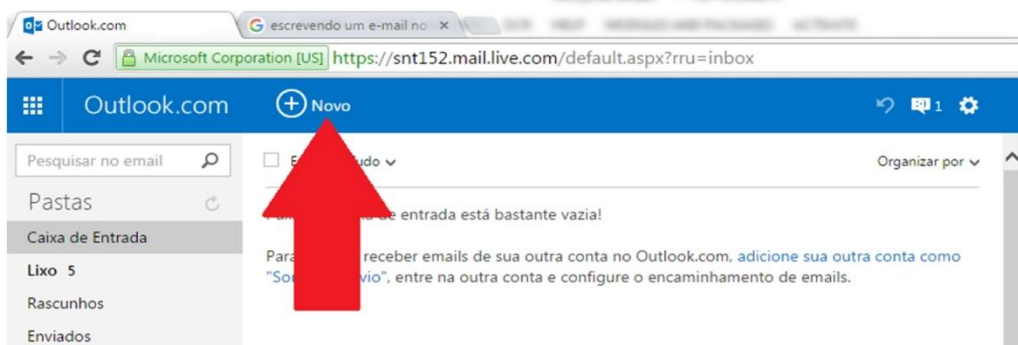 Outlook.com
escrevendo um e-mail no
Microsoft Corporation [US] https://snt152.mail.live.com/default.aspx?rru=inbox
Outlook.com
Novo
1
Pesquisar no email
Tudo
Organizar por
Pastas
de entrada está bastante vazia!
Caixa de Entrada
Para receber emails de sua outra conta no Outlook.com, adicione sua outra conta como
Lixo 5
entre na outra conta e configure o encaminhamento de emails.
Rascunhos
Enviados